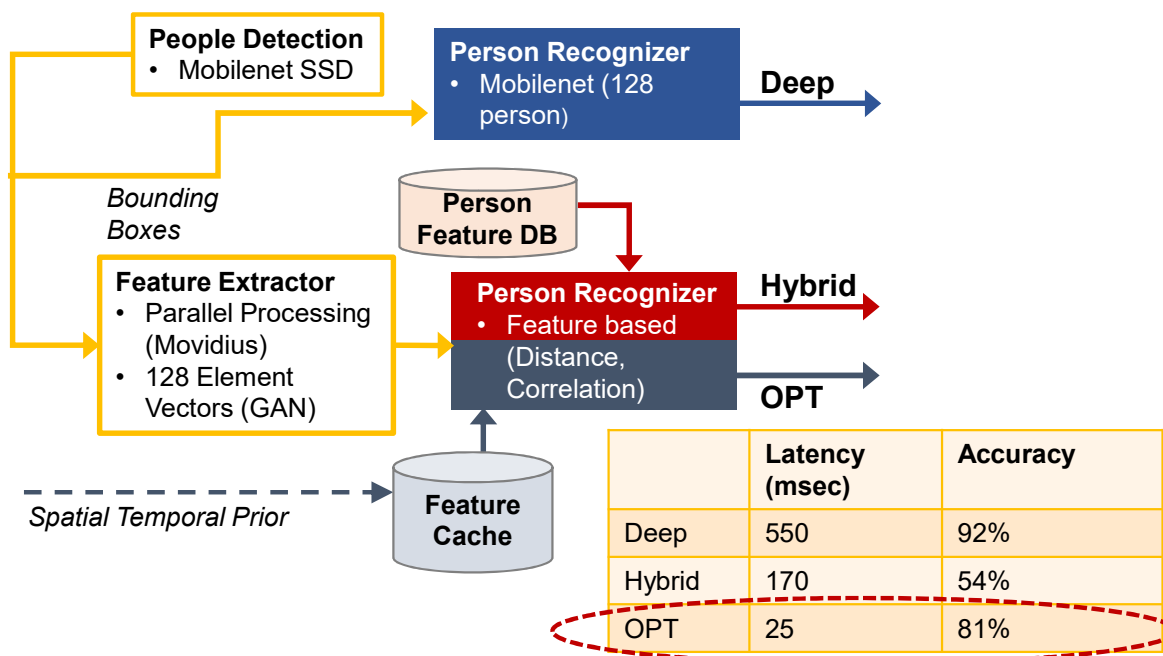 People Detection
• Mobilenet SSD
Person Recognizer
• Mobilenet (128
person)
Deep
Bounding
Boxes
Person
Feature DB
Feature Extractor
• Parallel Processing
(Movidius)
• 128 Element
Vectors (GAN)
Person Recognizer
• Feature based
(Distance,
Correlation)
Hybrid
OPT
Spatial Temporal Prior
Feature
Cache
Latency
(msec)
Accuracy
Deep 550 92%
Hybrid 170 54%
OPT 25 81%